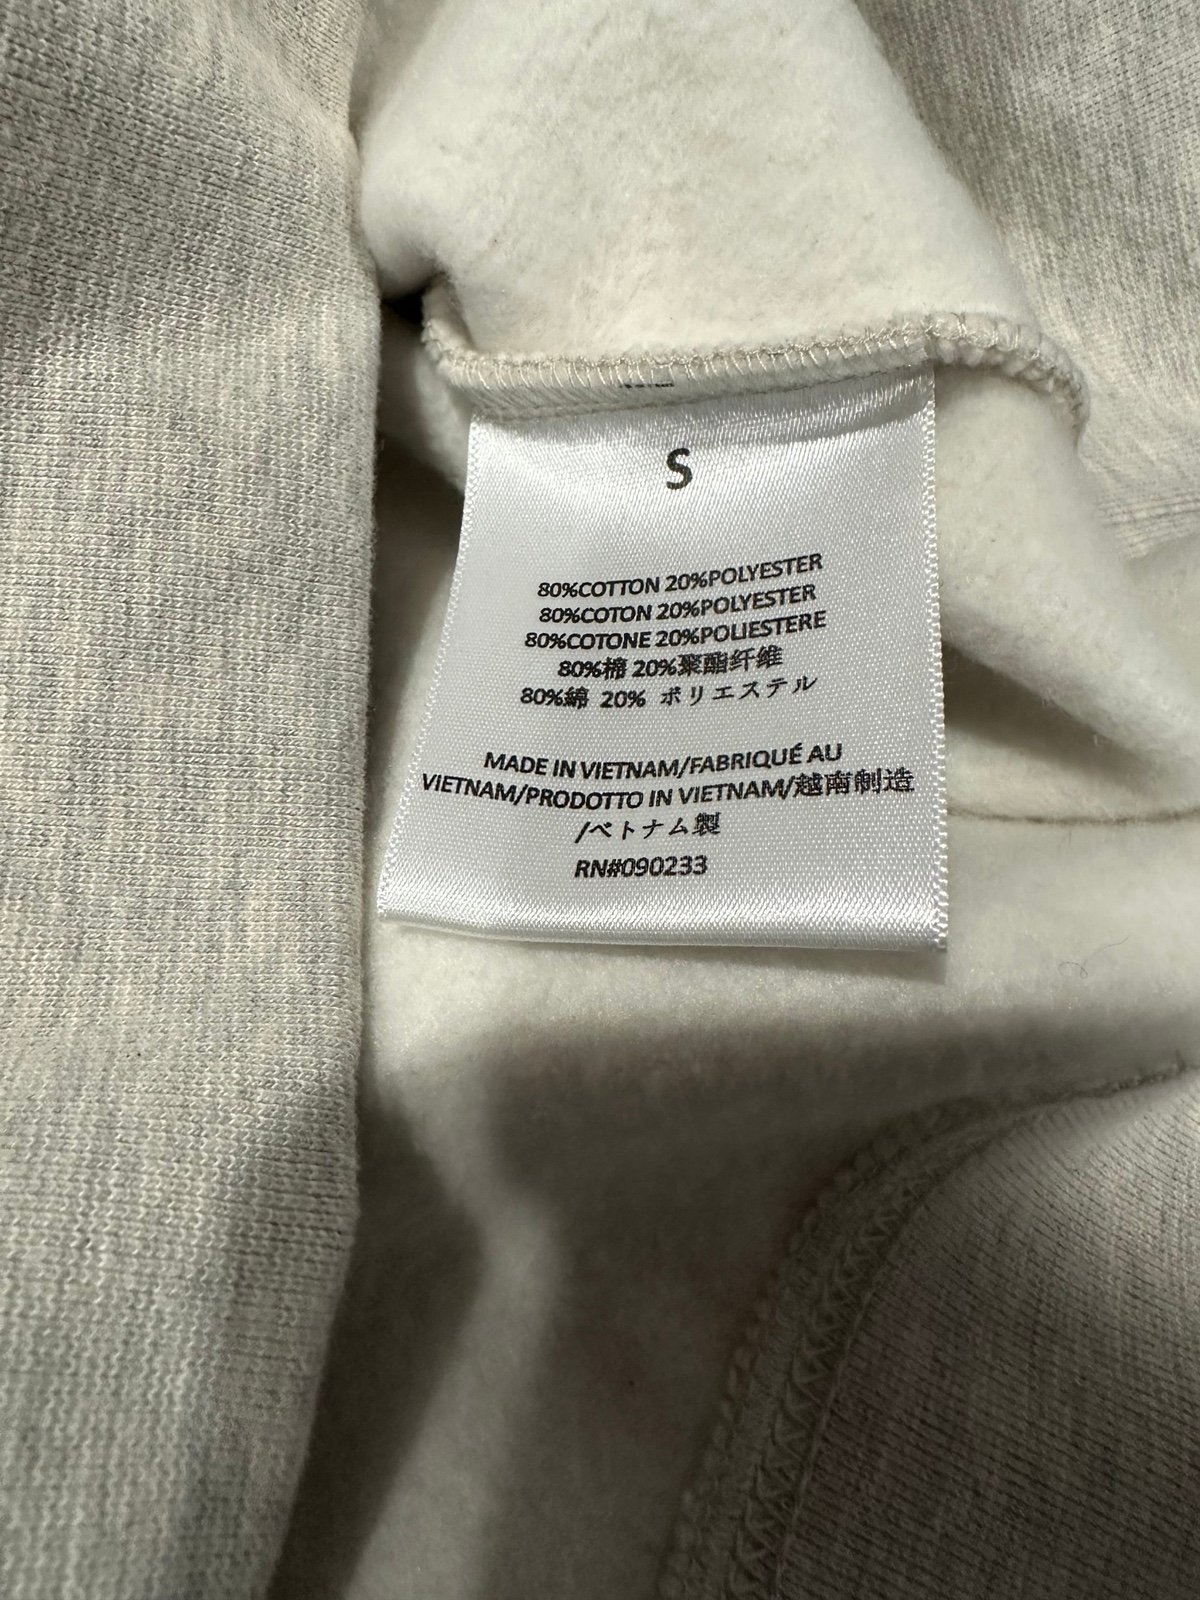 S
80%COTTON 20%POLYESTER
80%COTON 20%POLYESTER
80%COTONE 20%POLIESTERE
80%棉 20%聚酯纤维
80%綿 20% ポリエステル
MADE IN VIETNAM/FABRIQUÉ AU
VIETNAM/PRODOTTO IN VIETNAM/越南制造
/ベトナム製
RN#090233